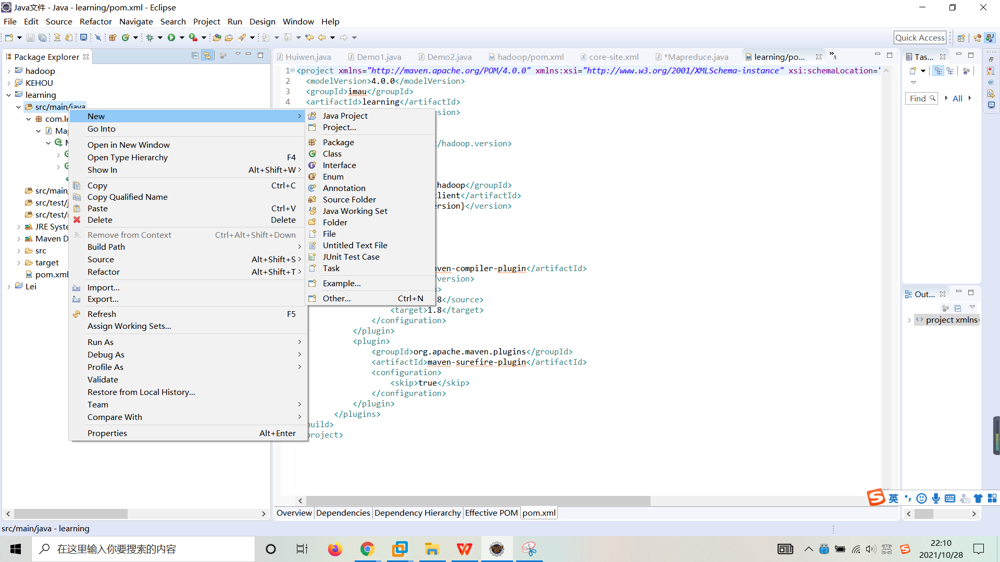 Java文件 - Java - learning/pom.xml - Eclipse
File Edit Source Refactor Navigate Search Project Run Design Window Help
Quick Access
Package Explorer
hadoop
KEHOU
learning
src/main/java
com.le
Map
src/main
src/test/j
src/test/r
JRE Syste
Maven D
src
target
pom.xml
Lei
New
Go Into
Open in New Window
Open Type Hierarchy F4
Show In Alt+Shift+W
Copy Ctrl+C
Copy Qualified Name
Paste Ctrl+V
Delete Delete
Remove from Context Ctrl+Alt+Shift+Down
Build Path
Source Alt+Shift+S
Refactor Alt+Shift+T
Import...
Export...
Refresh F5
Assign Working Sets...
Run As
Debug As
Profile As
Validate
Restore from Local History...
Team
Compare With
Properties Alt+Enter
Java Project
Project...
Package
Class
Interface
Enum
Annotation
Source Folder
Java Working Set
Folder
File
Untitled Text File
JUnit Test Case
Task
Example...
Other... Ctrl+N
Huiwen.java Demo1.java Demo2.java hadoop/pom.xml core-site.xml *Mapreduce.java learning/po... »3
1 <project xmlns="http://maven.apache.org/POM/4.0.0" xmlns:xsi="http://www.w3.org/2001/XMLSchema-instance" xsi:schemaLocation="
2 <modelVersion>4.0.0</modelVersion>
3 <groupId>imau</groupId>
4 <artifactId>learning</artifactId>
sion>
/hadoop.version>
hadoop</groupId>
lient</artifactId>
ersion}</version>
ven-compiler-plugin</artifactId>
/version>
>
8</source>
<target>1.8</target>
</configuration>
</plugin>
<plugin>
<groupId>org.apache.maven.plugins</groupId>
<artifactId>maven-surefire-plugin</artifactId>
<configuration>
<skip>true</skip>
</configuration>
</plugin>
</plugins>
build>
project>
Overview Dependencies Dependency Hierarchy Effective POM pom.xml
Tas...
Find All
Out...
project xmlns=
英
src/main/java - learning
在这里输入你要搜索的内容
英
22:10
2021/10/28